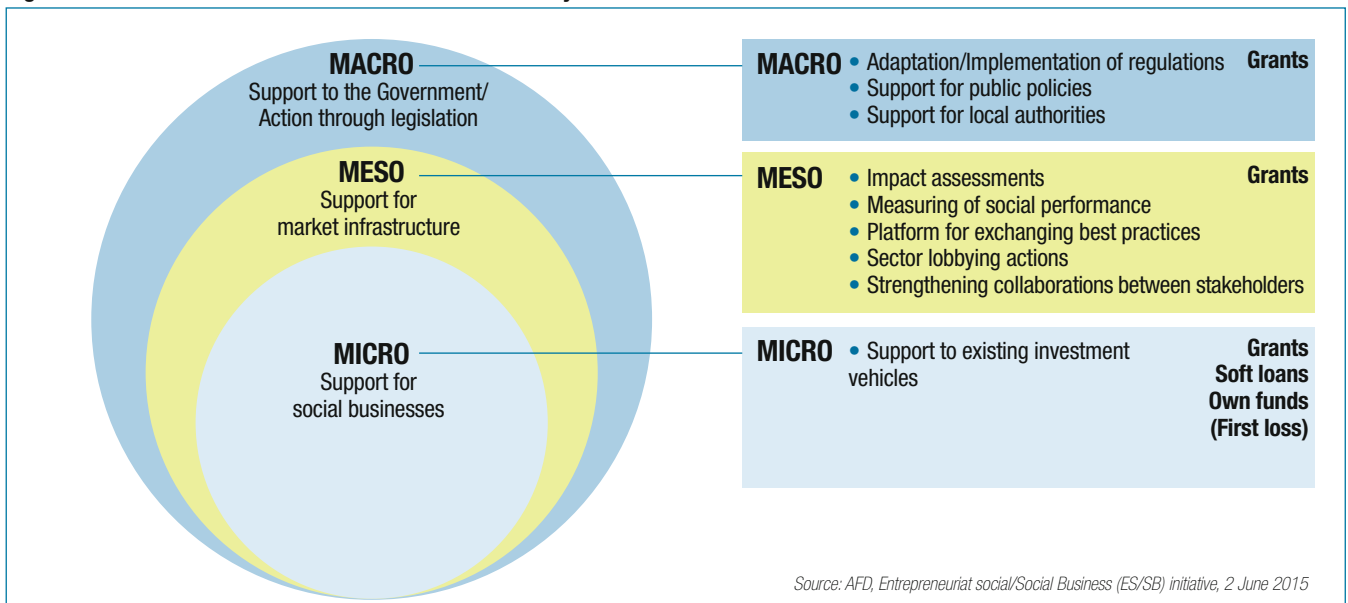 MACRO
Support to the Government/
Action through legislation
MESO
Support for
market infrastructure
MICRO
Support for
social businesses
MACRO • Adaptation/Implementation of regulations Grants
• Support for public policies
• Support for local authorities
MESO • Impact assessments Grants
• Measuring of social performance
• Platform for exchanging best practices
• Sector lobbying actions
• Strengthening collaborations between stakeholders
MICRO • Support to existing investment Grants
vehicles Soft loans
Own funds
(First loss)
Source: AFD, Entrepreneuriat social/Social Business (ES/SB) initiative, 2 June 2015